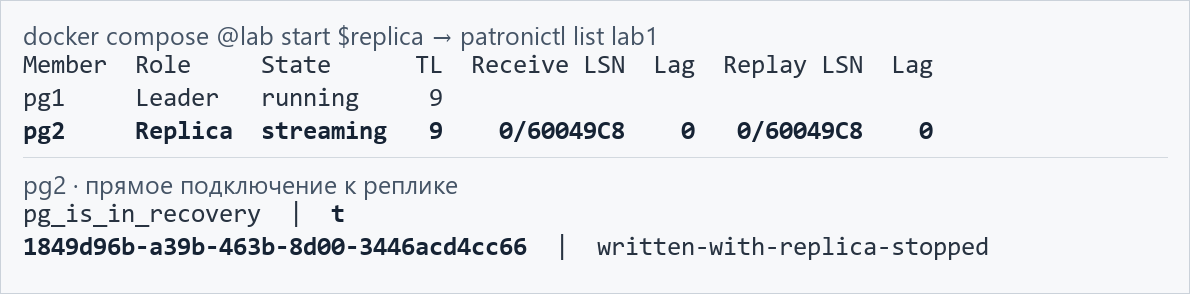 docker compose @lab start $replica → patronictl list lab1
Member  Role     State      TL  Receive LSN  Lag  Replay LSN  Lag
pg1     Leader   running     9
pg2     Replica  streaming   9    0/60049C8    0   0/60049C8    0
pg2 · прямое подключение к реплике
pg_is_in_recovery  |  t
1849d96b-a39b-463b-8d00-3446acd4cc66  |  written-with-replica-stopped